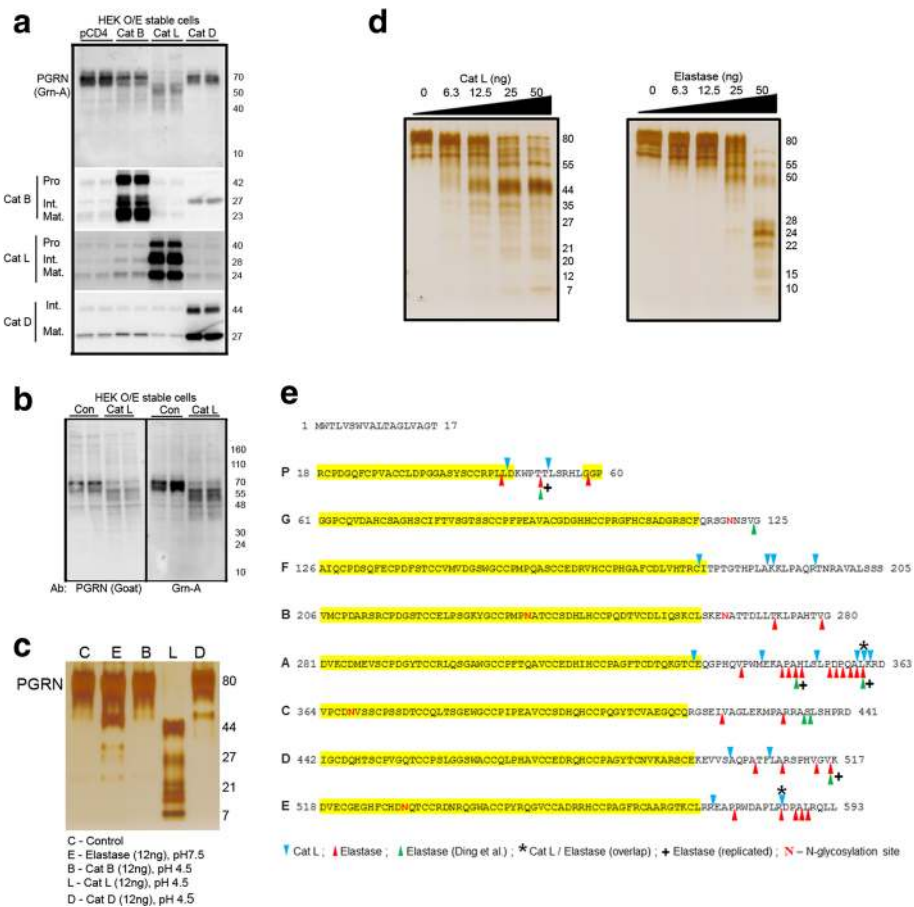 a
HEK O/E stable cells
pCD4 Cat B Cat L Cat D
PGRN
(Grn-A)
70
50
40
10
Cat B
Pro
Int.
Mat.
42
27
23
Cat L
Pro
Int.
Mat.
40
28
24
Cat D
Int.
Mat.
44
27
b
HEK O/E stable cells
Con Cat L Con Cat L
160
110
70
55
48
30
24
10
Ab: PGRN (Goat) Grn-A
c
C E B L D
PGRN
80
44
27
21
7
C - Control
E - Elastase (12ng), pH7.5
B - Cat B (12ng), pH 4.5
L - Cat L (12ng), pH 4.5
D - Cat D (12ng), pH 4.5
d
Cat L (ng)
0 6.3 12.5 25 50
80
55
44
35
27
21
20
12
7
Elastase (ng)
0 6.3 12.5 25 50
80
55
50
28
24
22
15
10
e
1 MWTLVSWVALTAGLVAGT 17
P 18 RCPDGQFCPVACCLDPGGASYSCCRPLLDKWPTTLSRHLGGP 60
G 61 GGPCQVDAHCSAGHSCIFTVSGTSSCCPFPEAVACGDGHHCCPRGFHCSADGRSCFQRSGNNSVG 125
F 126 AIQCPDSQFECPDFSTCCVMVDGSWGCCPMPQASCCEDRVHCCPHGAFCDLVHTRCITPTGTHPLAKKLPAQRTNRAVALSSS 205
B 206 VMCPDARSRCPDGSTCCELPSGKYGCCPMPNATCCSDHLHCCPQDTVCDLIQSKCLSKENATTDLLTKLPAHTVG 280
A 281 DVKCDMEVSCPDGYTCCRLQSGAWGCCPFTQAVCCEDHIHCCPAGFTCDTQKGTCEQGPHQVPWMEKAPAHLSLPDPQALKRD 363
C 364 VPCDNVSSCPSSDTCCQLTSGEWGCCPIPEAVCCSDHQHCCPQGYTCVAEGQCQRGSEIVAGLEKMPARRASLSHPRD 441
D 442 IGCDQHTSCPVGQTCCPSLGGSWACCQLPHAVCCEDRQHCCPAGYTCNVKARSCEKEVVSAQPATFLARSPHVGVK 517
E 518 DVECGEGHFCHDNQTCCRDNRQGWACCPYRQGVCCADRRHCCPAGFRCAARGTKCLRREAPRWDAPLRDPALRQLL 593
Cat L ; Elastase ; Elastase (Ding et al.) ; * Cat L / Elastase (overlap) ; + Elastase (replicated) ; N – N-glycosylation site